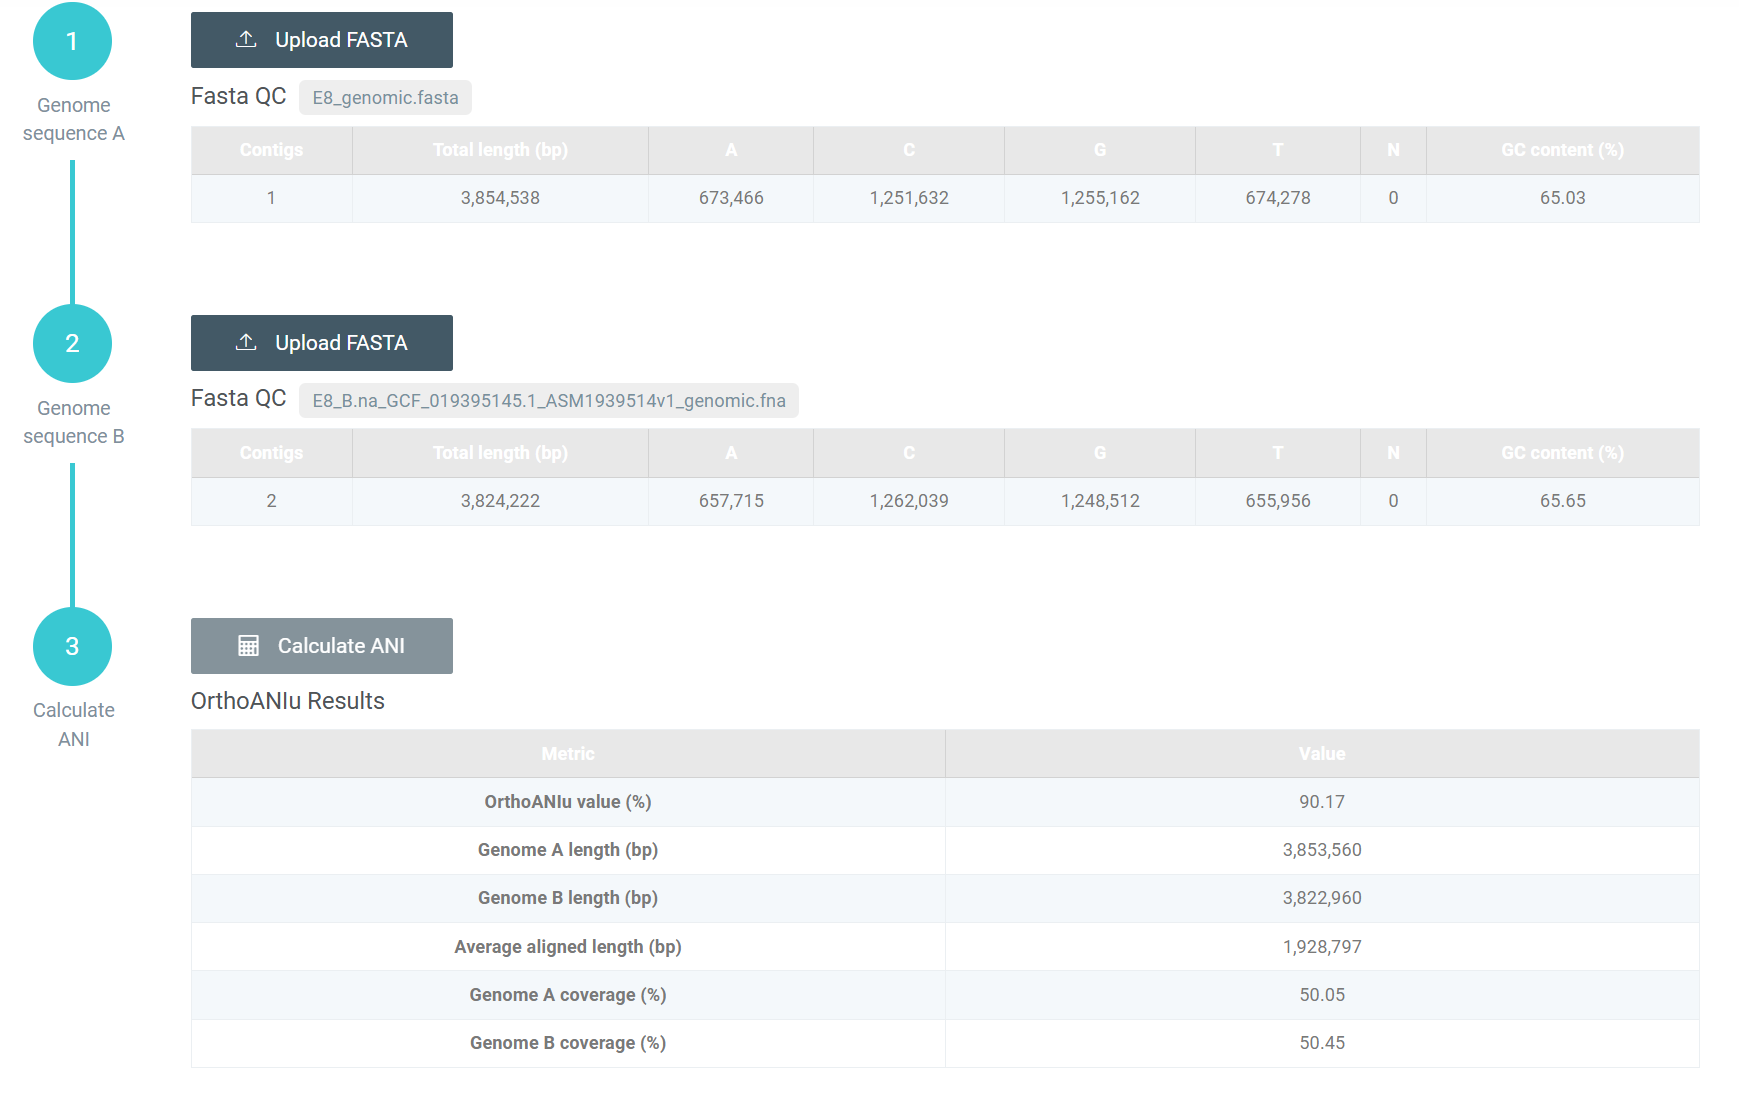 1
Genome
sequence A
Upload FASTA
Fasta QC E8_genomic.fasta
Contigs Total length (bp) A C G T N GC content (%)
1 3,854,538 673,466 1,251,632 1,255,162 674,278 0 65.03
2
Genome
sequence B
Upload FASTA
Fasta QC E8_B.na_GCF_019395145.1_ASM1939514v1_genomic.fna
Contigs Total length (bp) A C G T N GC content (%)
2 3,824,222 657,715 1,262,039 1,248,512 655,956 0 65.65
3
Calculate
ANI
Calculate ANI
OrthoANIu Results
Metric Value
OrthoANIu value (%) 90.17
Genome A length (bp) 3,853,560
Genome B length (bp) 3,822,960
Average aligned length (bp) 1,928,797
Genome A coverage (%) 50.05
Genome B coverage (%) 50.45